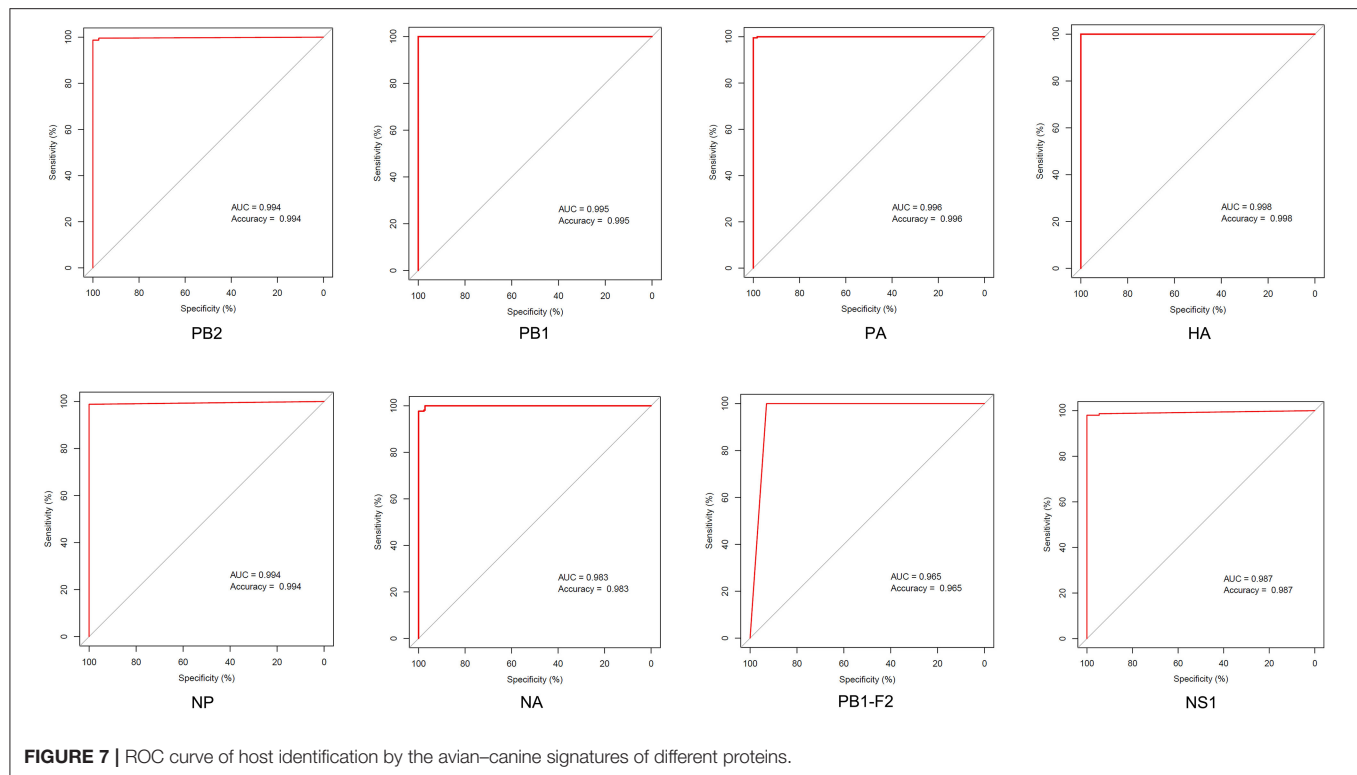 100
80
60
40
20
0
Sensitivity (%)
AUC = 0.994
Accuracy = 0.994
100 80 60 40 20 0
Specificity (%)
PB2
100
80
60
40
20
0
Sensitivity (%)
AUC = 0.995
Accuracy = 0.995
100 80 60 40 20 0
Specificity (%)
PB1
100
80
60
40
20
0
Sensitivity (%)
AUC = 0.996
Accuracy = 0.996
100 80 60 40 20 0
Specificity (%)
PA
100
80
60
40
20
0
Sensitivity (%)
AUC = 0.998
Accuracy = 0.998
100 80 60 40 20 0
Specificity (%)
HA
100
80
60
40
20
0
Sensitivity (%)
AUC = 0.994
Accuracy = 0.994
100 80 60 40 20 0
Specificity (%)
NP
100
80
60
40
20
0
Sensitivity (%)
AUC = 0.983
Accuracy = 0.983
100 80 60 40 20 0
Specificity (%)
NA
100
80
60
40
20
0
Sensitivity (%)
AUC = 0.965
Accuracy = 0.965
100 80 60 40 20 0
Specificity (%)
PB1-F2
100
80
60
40
20
0
Sensitivity (%)
AUC = 0.987
Accuracy = 0.987
100 80 60 40 20 0
Specificity (%)
NS1
FIGURE 7 | ROC curve of host identification by the avian–canine signatures of different proteins.